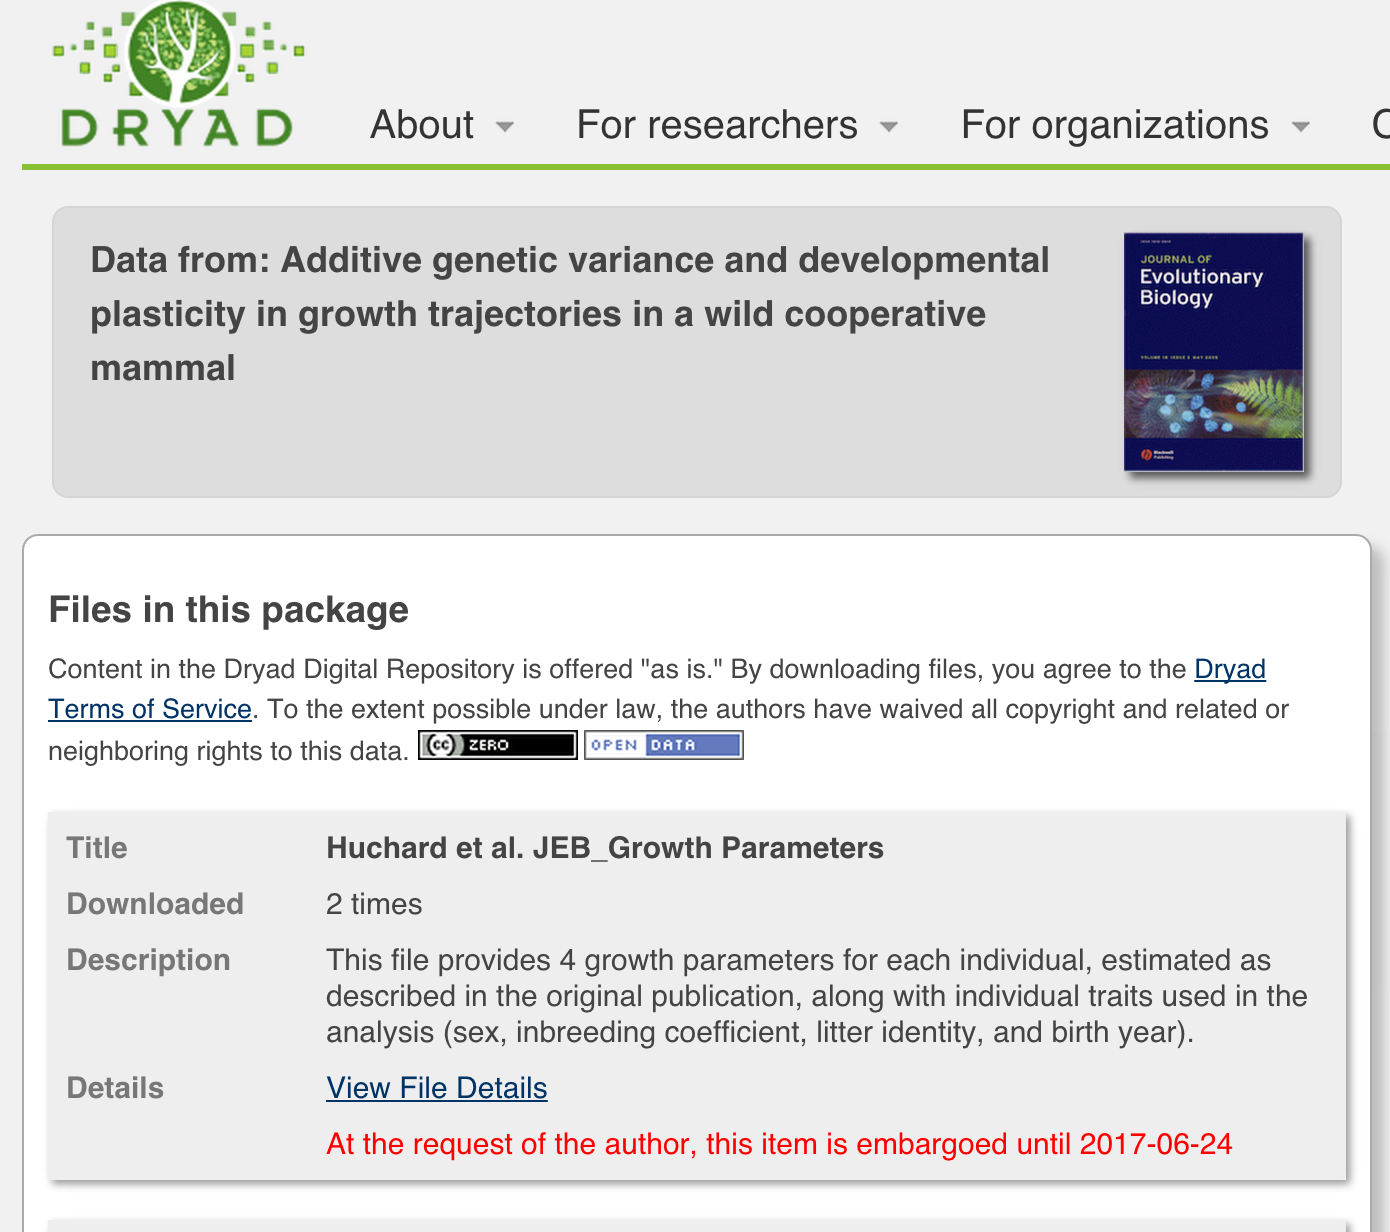 DRYAD
About
For researchers
For organizations
Data from: Additive genetic variance and developmental
plasticity in growth trajectories in a wild cooperative
mammal
JOURNAL OF
Evolutionary
Biology
Blackwell
Publishing
Files in this package
Content in the Dryad Digital Repository is offered "as is." By downloading files, you agree to the Dryad
Terms of Service. To the extent possible under law, the authors have waived all copyright and related or
neighboring rights to this data. cc ZERO OPEN DATA
Title Huchard et al. JEB_Growth Parameters
Downloaded 2 times
Description This file provides 4 growth parameters for each individual, estimated as
described in the original publication, along with individual traits used in the
analysis (sex, inbreeding coefficient, litter identity, and birth year).
Details View File Details
At the request of the author, this item is embargoed until 2017-06-24